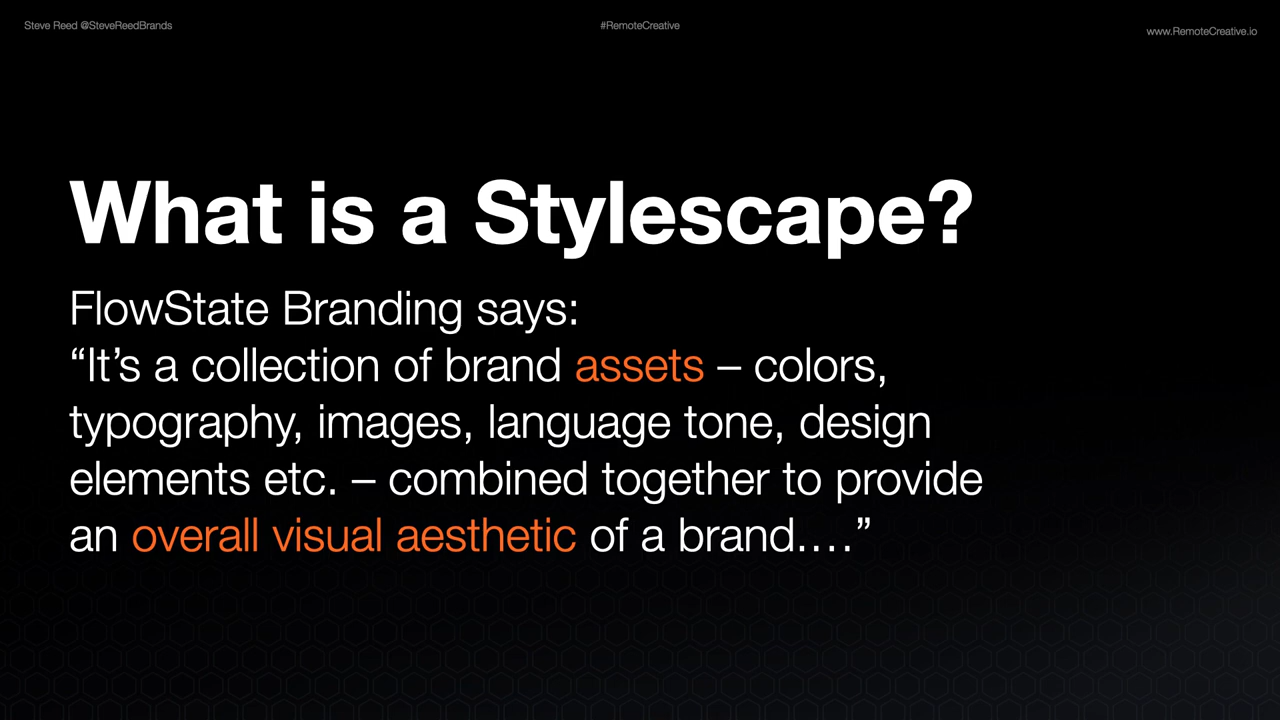 Steve Reed @SteveReedBrands
#RemoteCreative
www.RemoteCreative.io
What is a Stylescape?
FlowState Branding says:
“It’s a collection of brand assets – colors,
typography, images, language tone, design
elements etc. – combined together to provide
an overall visual aesthetic of a brand.…”